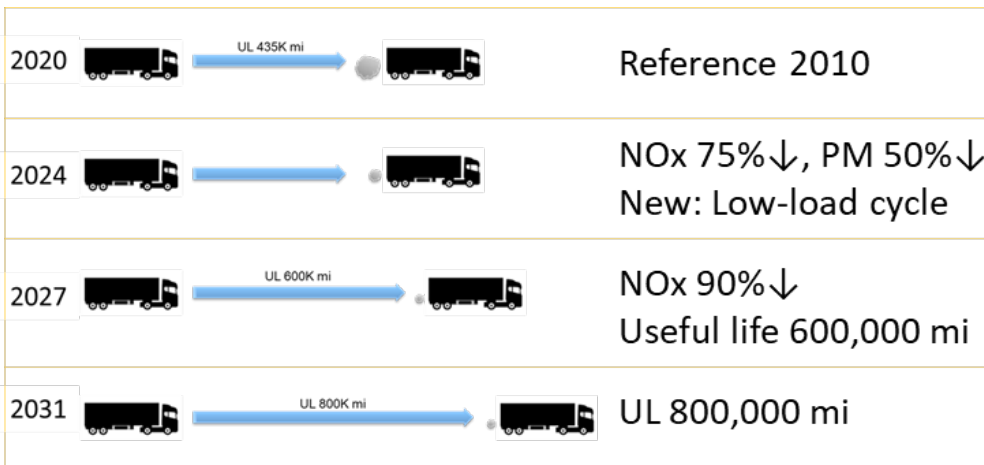 2020
UL 435K mi
Reference 2010
2024
NOx 75%↓, PM 50%↓
New: Low-load cycle
2027
UL 600K mi
NOx 90%↓
Useful life 600,000 mi
2031
UL 800K mi
UL 800,000 mi